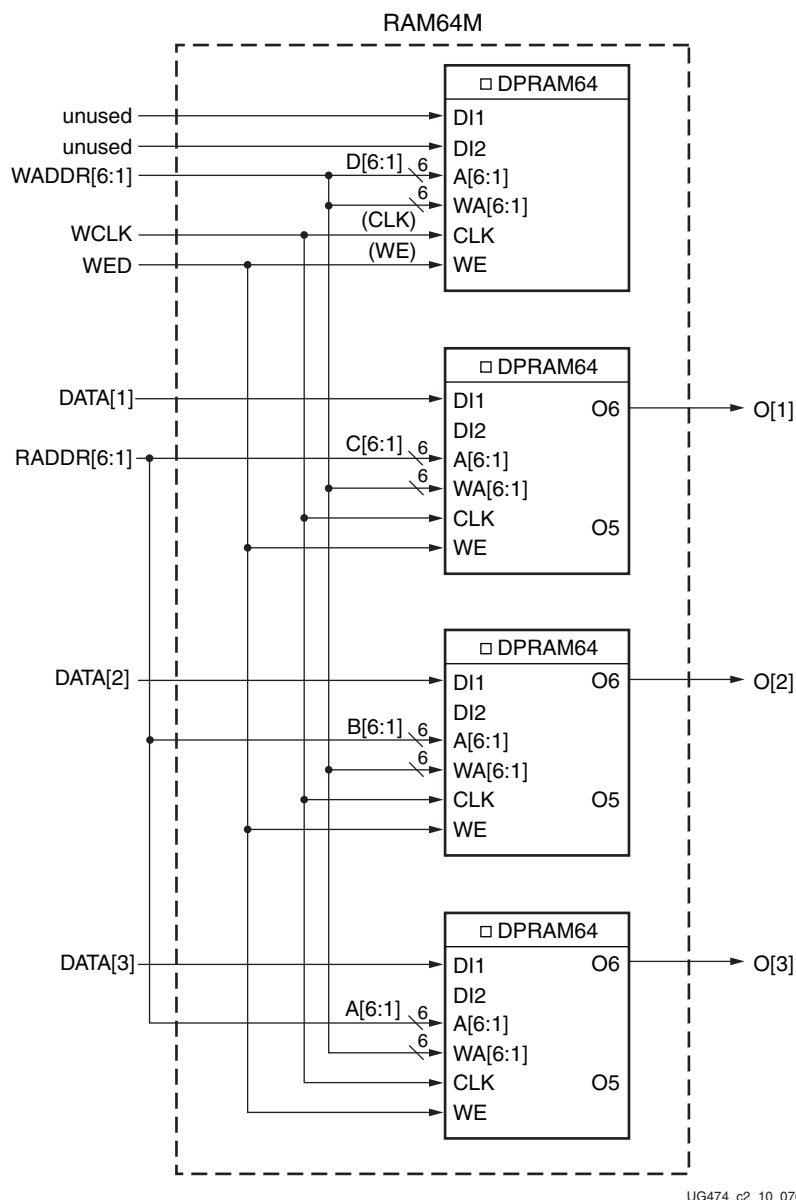 RAM64M
DPRAM64
unused
DI1
unused
DI2
WADDR[6:1]
D[6:1]
6
A[6:1]
6
WA[6:1]
WCLK
(CLK)
CLK
WED
(WE)
WE
DPRAM64
DATA[1]
DI1
O6
O[1]
DI2
RADDR[6:1]
C[6:1]
6
A[6:1]
6
WA[6:1]
CLK
O5
WE
DPRAM64
DATA[2]
DI1
O6
O[2]
DI2
B[6:1]
6
A[6:1]
6
WA[6:1]
CLK
O5
WE
DPRAM64
DATA[3]
DI1
O6
O[3]
DI2
A[6:1]
6
A[6:1]
6
WA[6:1]
CLK
O5
WE